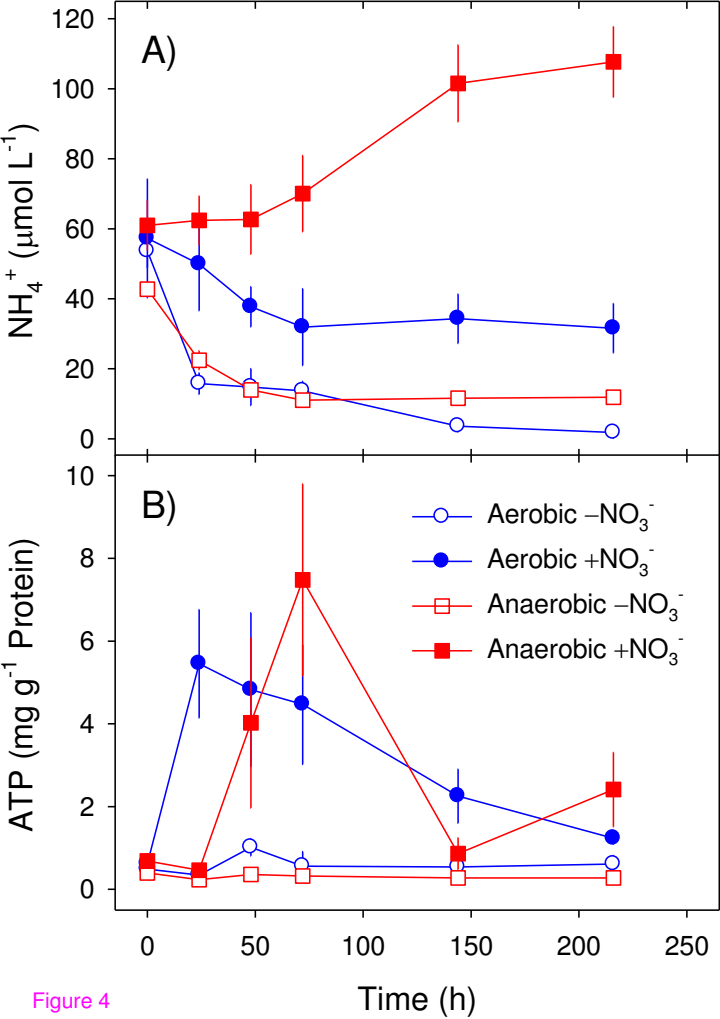 A)
120
100
80
60
40
20
0
NH₄⁺ (μmol L⁻¹)
B)
10
8
6
4
2
0
ATP (mg g⁻¹ Protein)
Aerobic −NO₃⁻
Aerobic +NO₃⁻
Anaerobic −NO₃⁻
Anaerobic +NO₃⁻
0 50 100 150 200 250
Time (h)
Figure 4